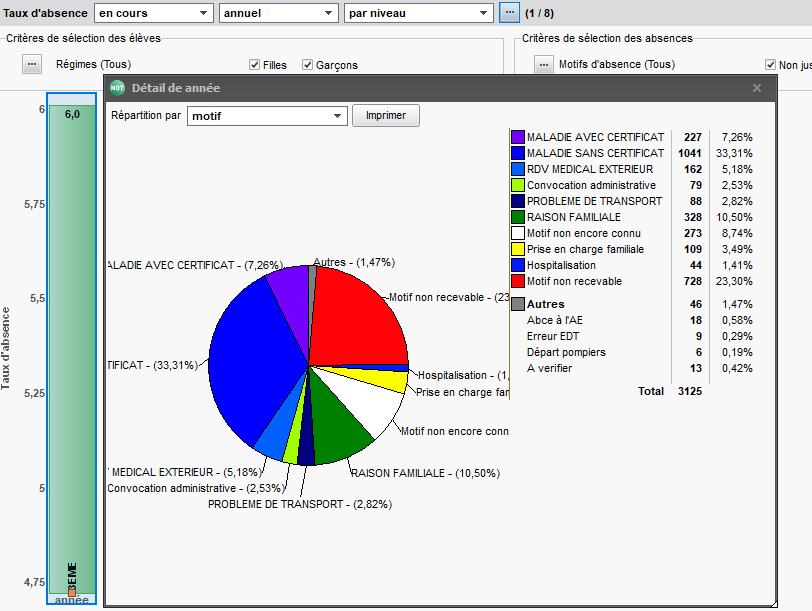 Taux d'absence en cours annuel par niveau ... (1 / 8)
Critères de sélection des élèves
Critères de sélection des absences
... Régimes (Tous) Filles Garçons
... Motifs d'absence (Tous) Non jus
NOT Détail de année
Répartition par motif Imprimer
6
6,0
5,75
5,5
5,25
5
4,75
Taux d'absence
3EME
année
MALADIE AVEC CERTIFICAT 227 7,26%
MALADIE SANS CERTIFICAT 1041 33,31%
RDV MEDICAL EXTERIEUR 162 5,18%
Convocation administrative 79 2,53%
PROBLEME DE TRANSPORT 88 2,82%
RAISON FAMILIALE 328 10,50%
Motif non encore connu 273 8,74%
Prise en charge familiale 109 3,49%
Hospitalisation 44 1,41%
Motif non recevable 728 23,30%
Autres 46 1,47%
Abce à l'AE 18 0,58%
Erreur EDT 9 0,29%
Départ pompiers 6 0,19%
A verifier 13 0,42%
Total 3125
ALADIE AVEC CERTIFICAT - (7,26%)
Autres - (1,47%)
Motif non recevable - (23
TIFICAT - (33,31%)
Hospitalisation - (1,
Prise en charge far
Motif non encore conn
MEDICAL EXTERIEUR - (5,18%)
RAISON FAMILIALE - (10,50%)
Convocation administrative - (2,53%)
PROBLEME DE TRANSPORT - (2,82%)